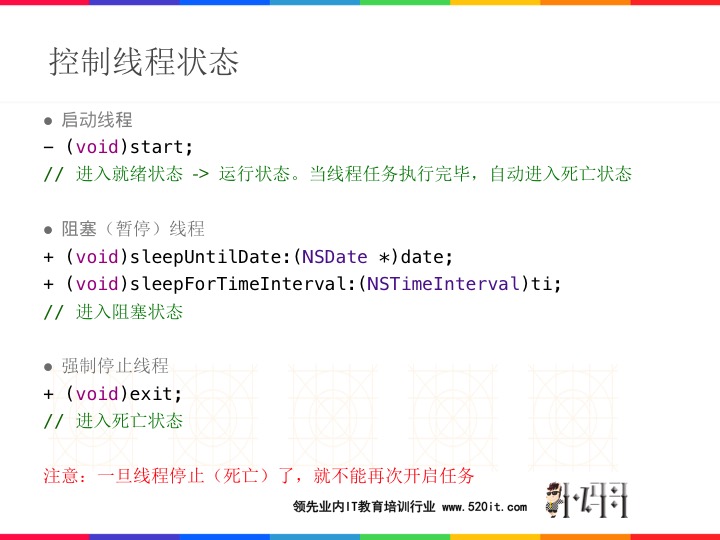 控制线程状态
● 启动线程
- (void)start;
// 进入就绪状态 -> 运行状态。当线程任务执行完毕，自动进入死亡状态
● 阻塞（暂停）线程
+ (void)sleepUntilDate:(NSDate *)date;
+ (void)sleepForTimeInterval:(NSTimeInterval)ti;
// 进入阻塞状态
● 强制停止线程
+ (void)exit;
// 进入死亡状态
注意：一旦线程停止（死亡）了，就不能再次开启任务
领先业内IT教育培训行业 www.520it.com
小码哥